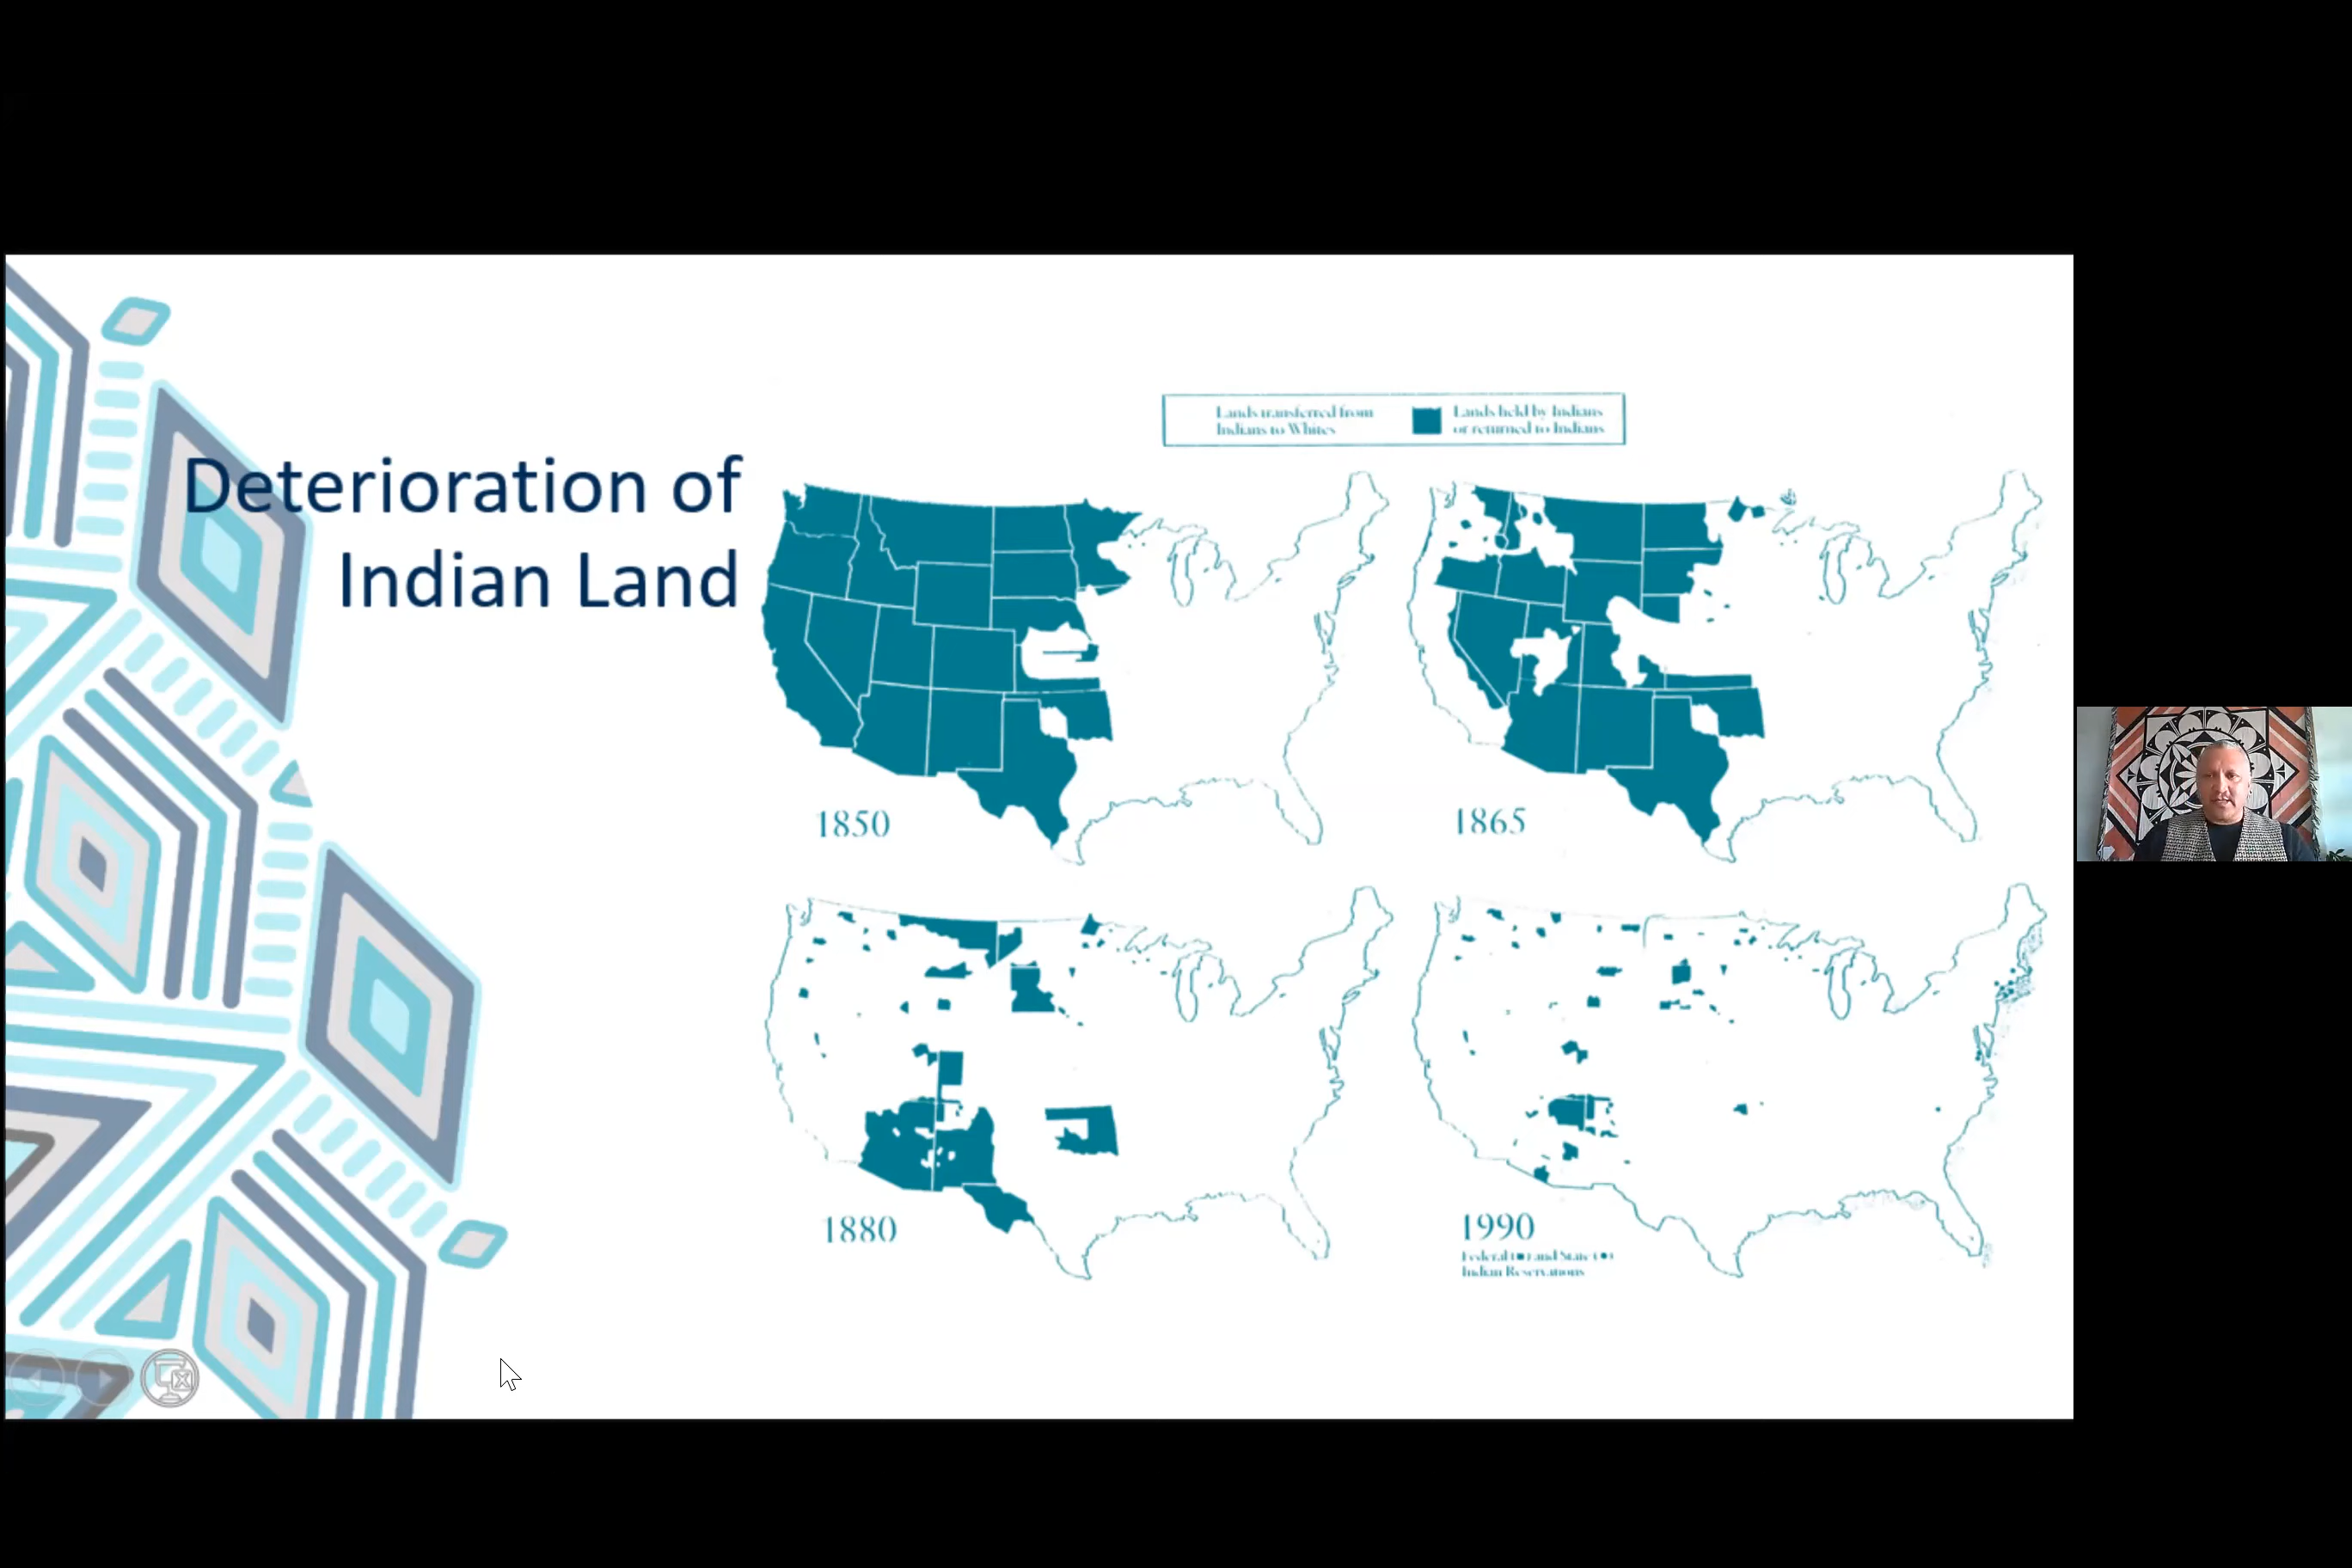 Deterioration of
Indian Land
Lands transferred from
Indians to Whites
Lands held by Indians
or returned to Indians
1850
1865
1880
1990
Federal (■) and State (●)
Indian Reservations